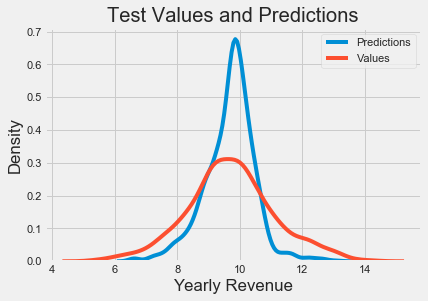 Test Values and Predictions
0.7
0.6
0.5
0.4
0.3
0.2
0.1
0.0
Density
Predictions
Values
4 6 8 10 12 14
Yearly Revenue